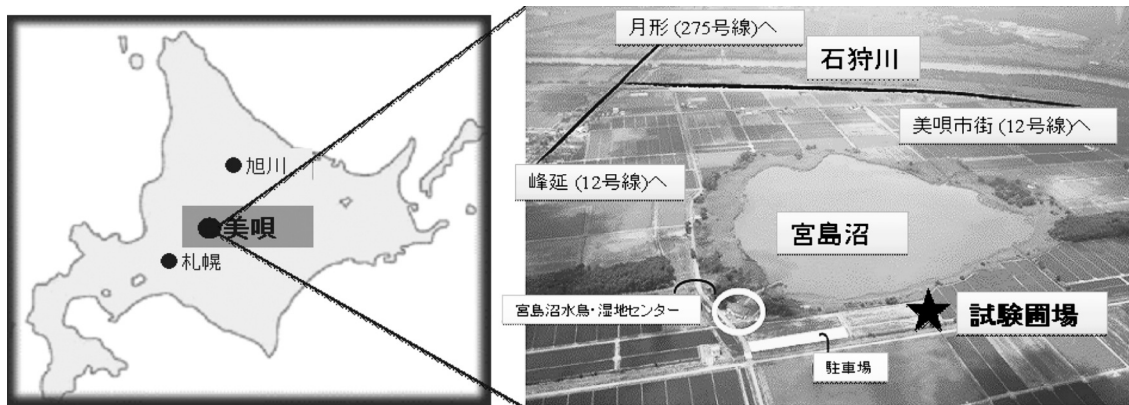 旭川
美唄
札幌
月形 (275号線)へ
石狩川
美唄市街 (12号線)へ
峰延 (12号線)へ
宮島沼
宮島沼水鳥・湿地センター
試験圃場
駐車場